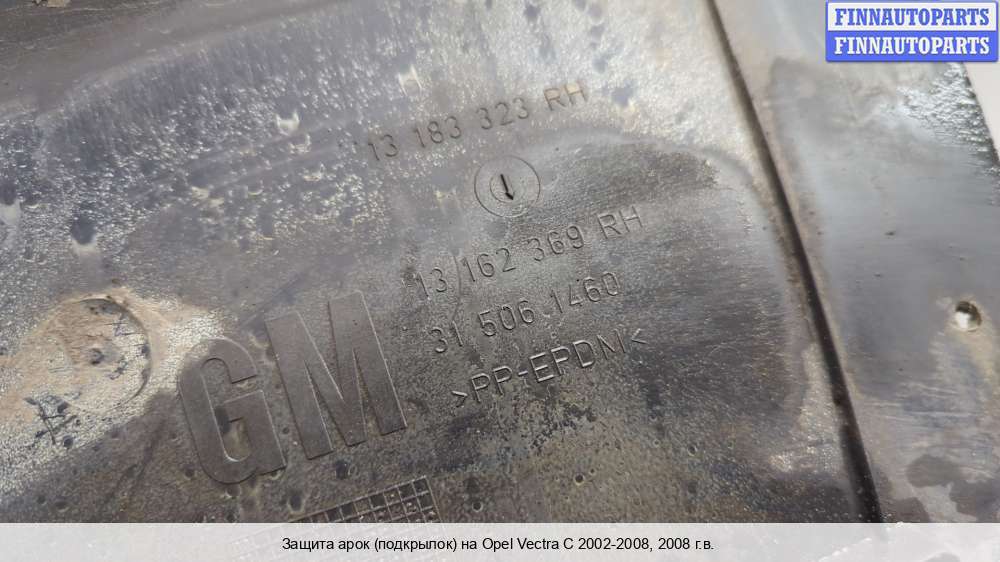 FINNAUTOPARTS
FINNAUTOPARTS
13 183 323 RH
13 162 369 RH
31 506 1460
>PP-EPDM<
GM
Защита арок (подкрылок) на Opel Vectra C 2002-2008, 2008 г.в.